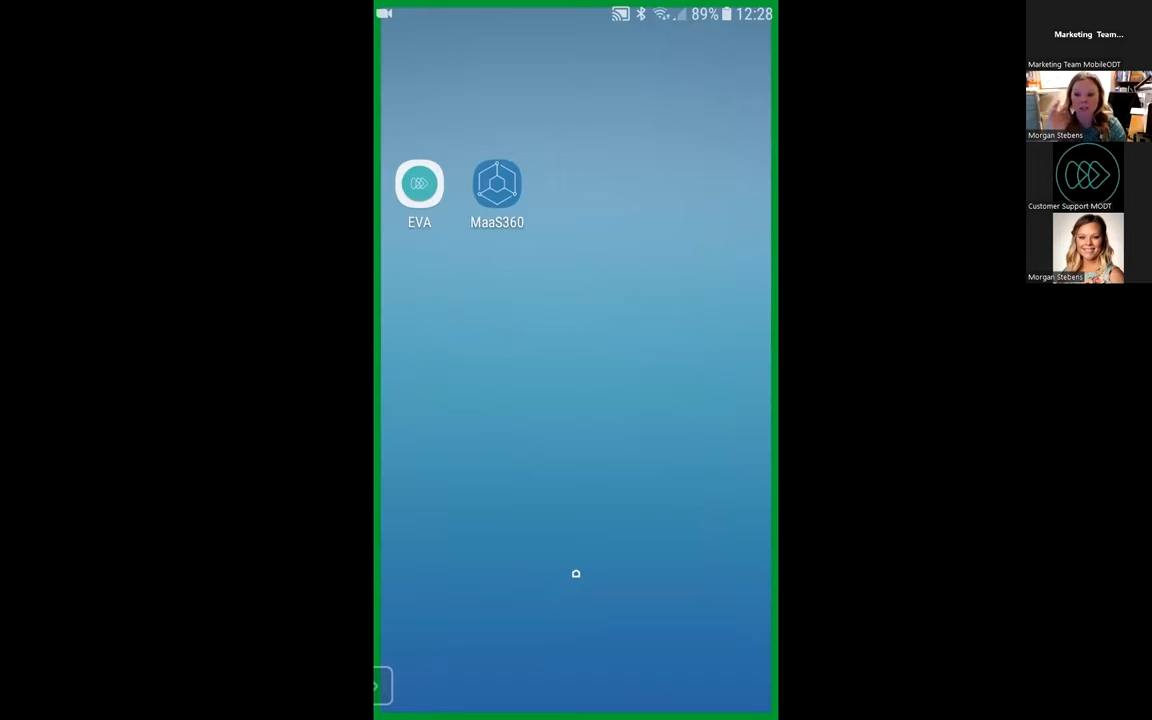 89% 12:28
EVA
MaaS360
Marketing Team...
Marketing Team MobileODT
Morgan Stebens
Customer Support MODT
Morgan Stebens